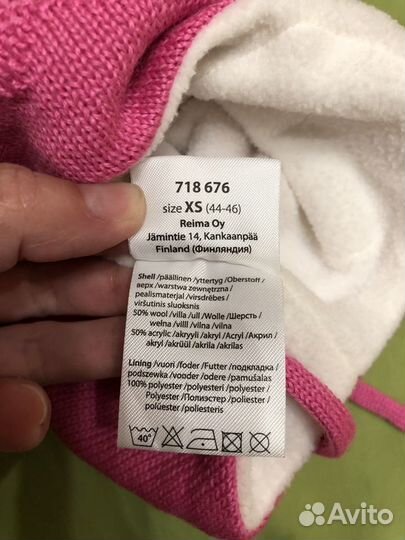 718 676
size XS (44-46)
Reima Oy
Jämintie 14, Kankaanpää
Finland (Финляндия)
Shell /päällinen /yttertyg /Oberstoff /
верх /warstwa zewnętrzna /
pealismaterjal /virsdrēbes /
viršutinis sluoksnis
50% wool /villa /ull /Wolle /Шерсть /
wełna /villl /vilna /vilna
50% acrylic /akryyli /akryl /Acryl /Акрил /
akryl /akrüül /akrila /akrilas
Lining /vuori /foder /Futter /подкладка /
podszewka /vooder /odere /pamušalas
100% polyester /polyesteri /polyester /
Polyester /Полиэстер /poliester /
polüester /poliesteris
40°
Avito